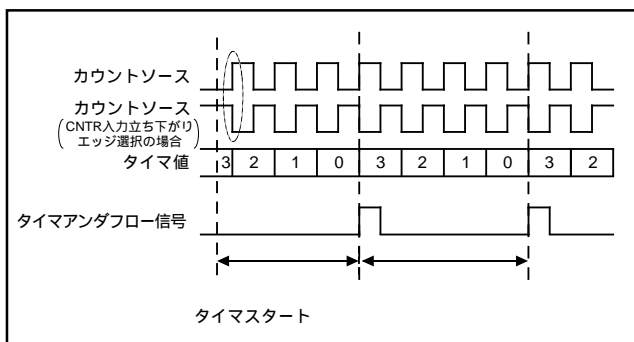 カウントソース
カウントソース
(CNTR入力立ち下がり
エッジ選択の場合)
タイマ値 3 2 1 0 3 2 1 0 3 2
タイマアンダフロー信号
タイマスタート